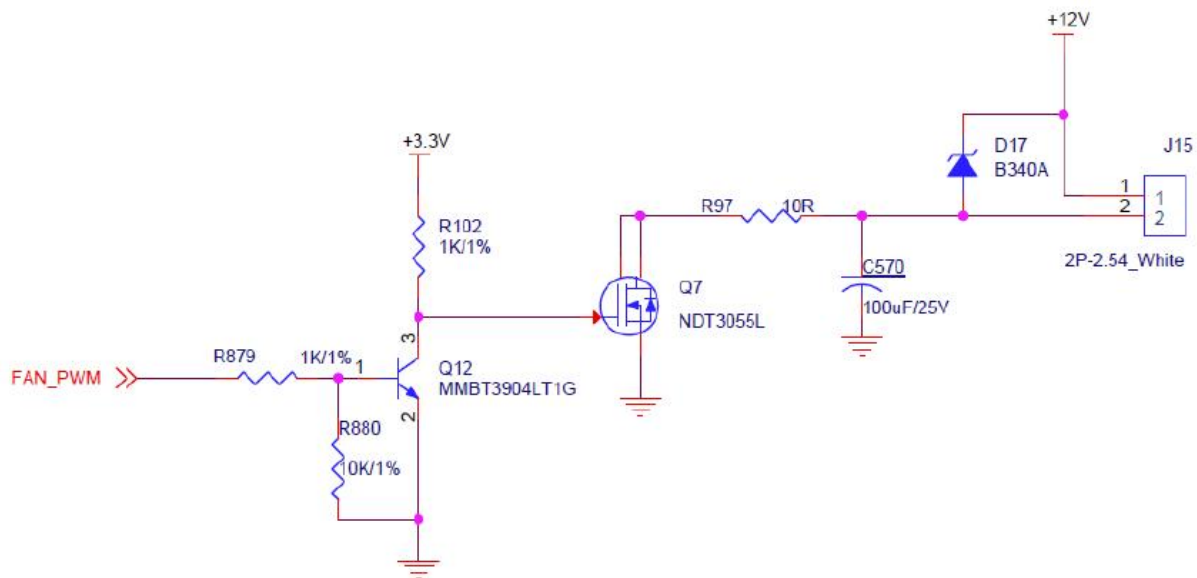 +12V
+3.3V
D17
B340A
J15
1
2
1
2
R102
1K/1%
R97
10R
2P-2.54_White
C570
100uF/25V
Q7
NDT3055L
3
R879
1K/1%
1
Q12
MMBT3904LT1G
FAN_PWM
2
R880
10K/1%